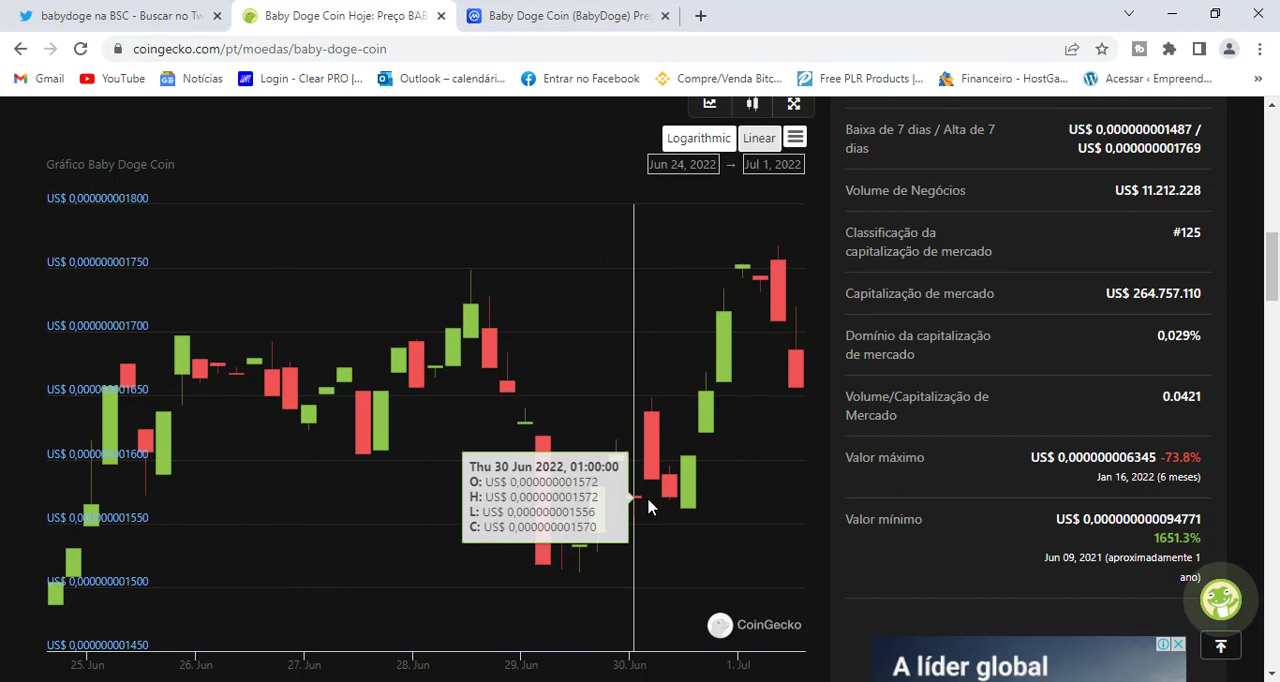 babydoge na BSC - Buscar no Tw
Baby Doge Coin Hoje: Preço BAB
Baby Doge Coin (BabyDoge) Pre
coingecko.com/pt/moedas/baby-doge-coin
Gmail
YouTube
Notícias
Login - Clear PRO |...
Outlook – calendári...
Entrar no Facebook
Compre/Venda Bitc...
Free PLR Products |...
Financeiro - HostGa...
Acessar ‹ Empreend...
»
Logarithmic
Linear
Gráfico Baby Doge Coin
Jun 24, 2022 → Jul 1, 2022
US$ 0,000000001800
US$ 0,000000001750
US$ 0,000000001700
US$ 0,000000001650
US$ 0,000000001600
US$ 0,000000001550
US$ 0,000000001500
US$ 0,000000001450
Thu 30 Jun 2022, 01:00:00
O: US$ 0,000000001572
H: US$ 0,000000001572
L: US$ 0,000000001556
C: US$ 0,000000001570
CoinGecko
25.Jun 26.Jun 27.Jun 28.Jun 29.Jun 30.Jun 1.Jul
Baixa de 7 dias / Alta de 7 dias
US$ 0,000000001487 /
US$ 0,000000001769
Volume de Negócios
US$ 11.212.228
Classificação da
capitalização de mercado
#125
Capitalização de mercado
US$ 264.757.110
Domínio da capitalização
de mercado
0,029%
Volume/Capitalização de
Mercado
0.0421
Valor máximo
US$ 0,000000006345 -73.8%
Jan 16, 2022 (6 meses)
Valor mínimo
US$ 0,000000000094771
1651.3%
Jun 09, 2021 (aproximadamente 1
ano)
A líder global